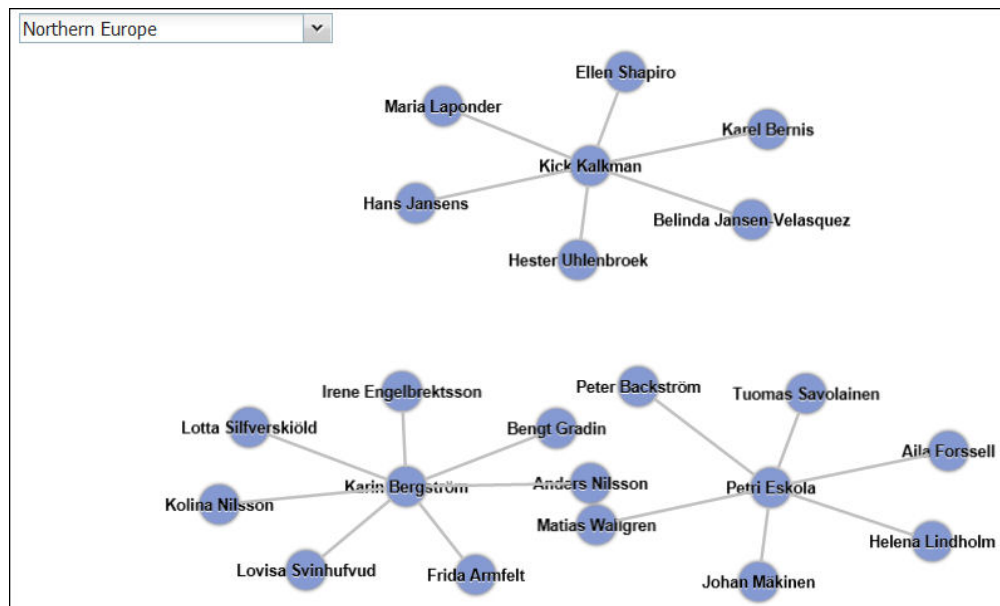 Northern Europe
Ellen Shapiro
Maria Laponder
Karel Bernis
Kick Kalkman
Hans Jansens
Belinda Jansen-Velasquez
Hester Uhlenbroek
Irene Engelbrektsson
Peter Backström
Tuomas Savolainen
Lotta Silfverskiöld
Bengt Gradin
Aila Forssell
Karin Bergström
Anders Nilsson
Petri Eskola
Kolina Nilsson
Matias Wallgren
Helena Lindholm
Lovisa Svinhufvud
Frida Armfelt
Johan Mäkinen